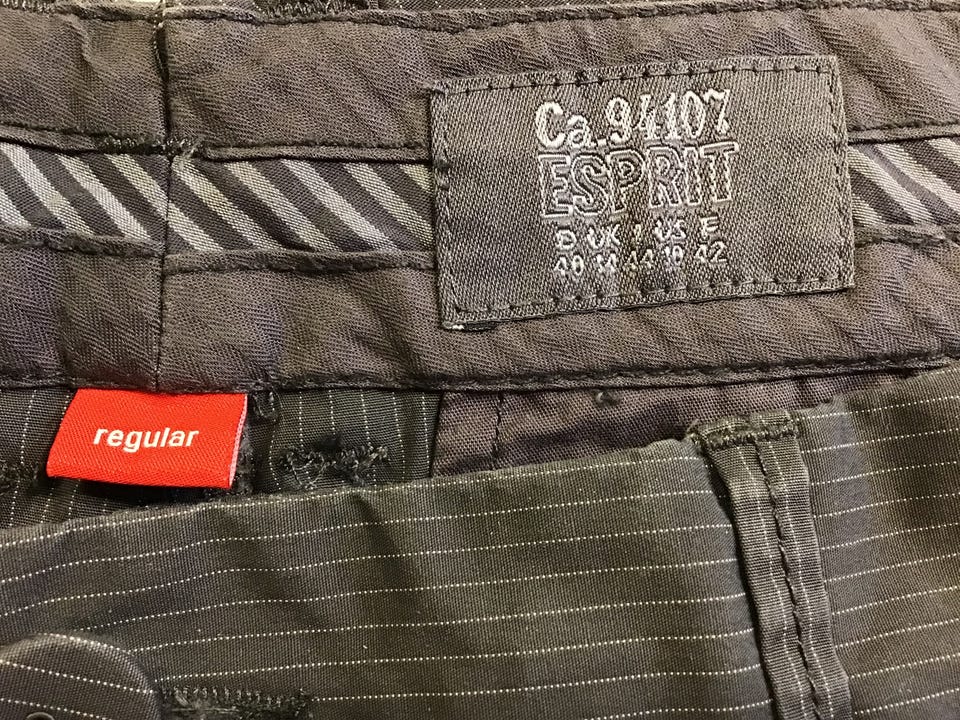 Ca.94107
ESPRIT
D UK I US E
40 14 44 10 42
regular